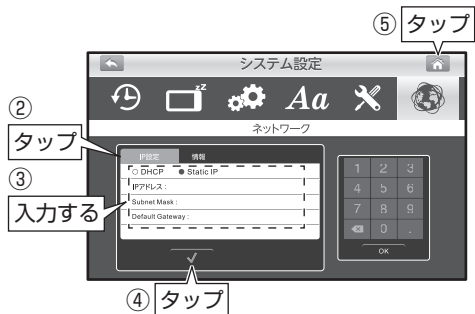 ⑤ タップ
システム設定
Aa
② タップ
ネットワーク
IP設定 情報
○ DHCP ● Static IP
③ 入力する
IPアドレス :
Subnet Mask :
Default Gateway :
1 2 3
4 5 6
7 8 9
0 .
OK
④ タップ